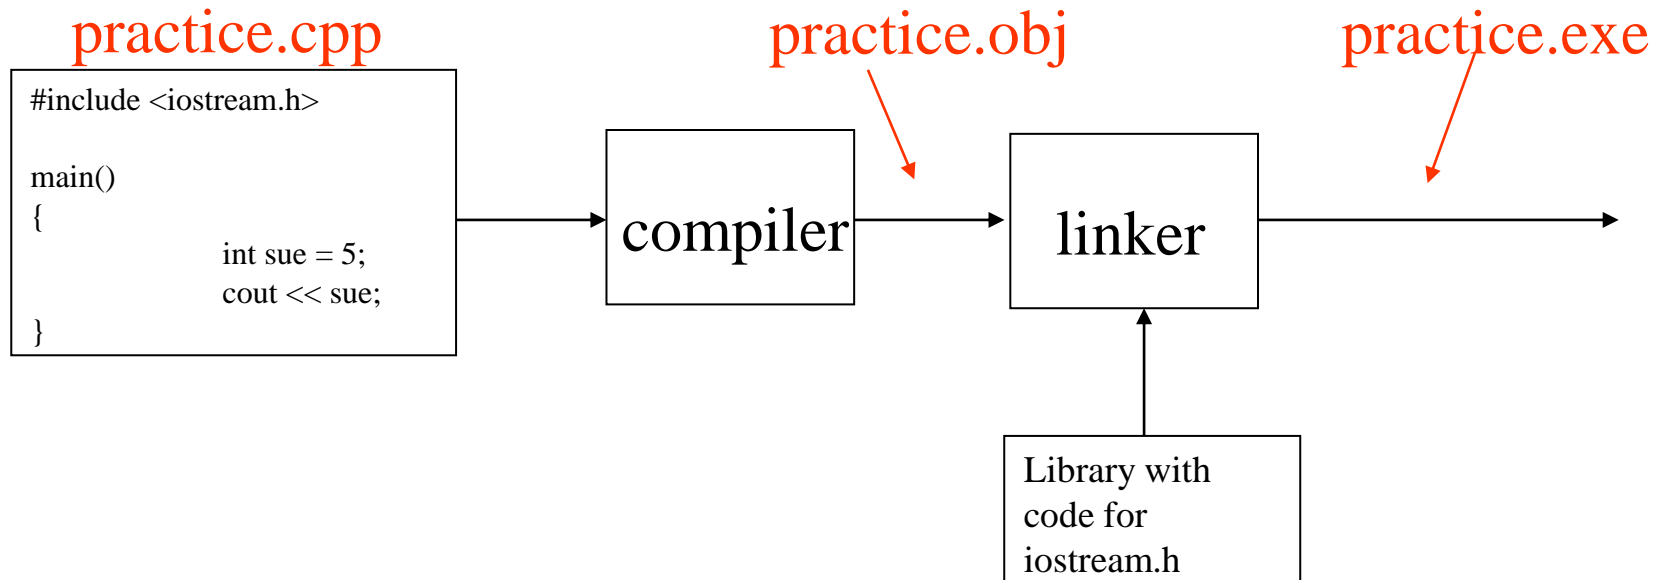 practice.cpp
practice.obj
practice.exe
#include <iostream.h>
main()
{
int sue = 5;
cout << sue;
}
compiler
linker
Library with
code for
iostream.h